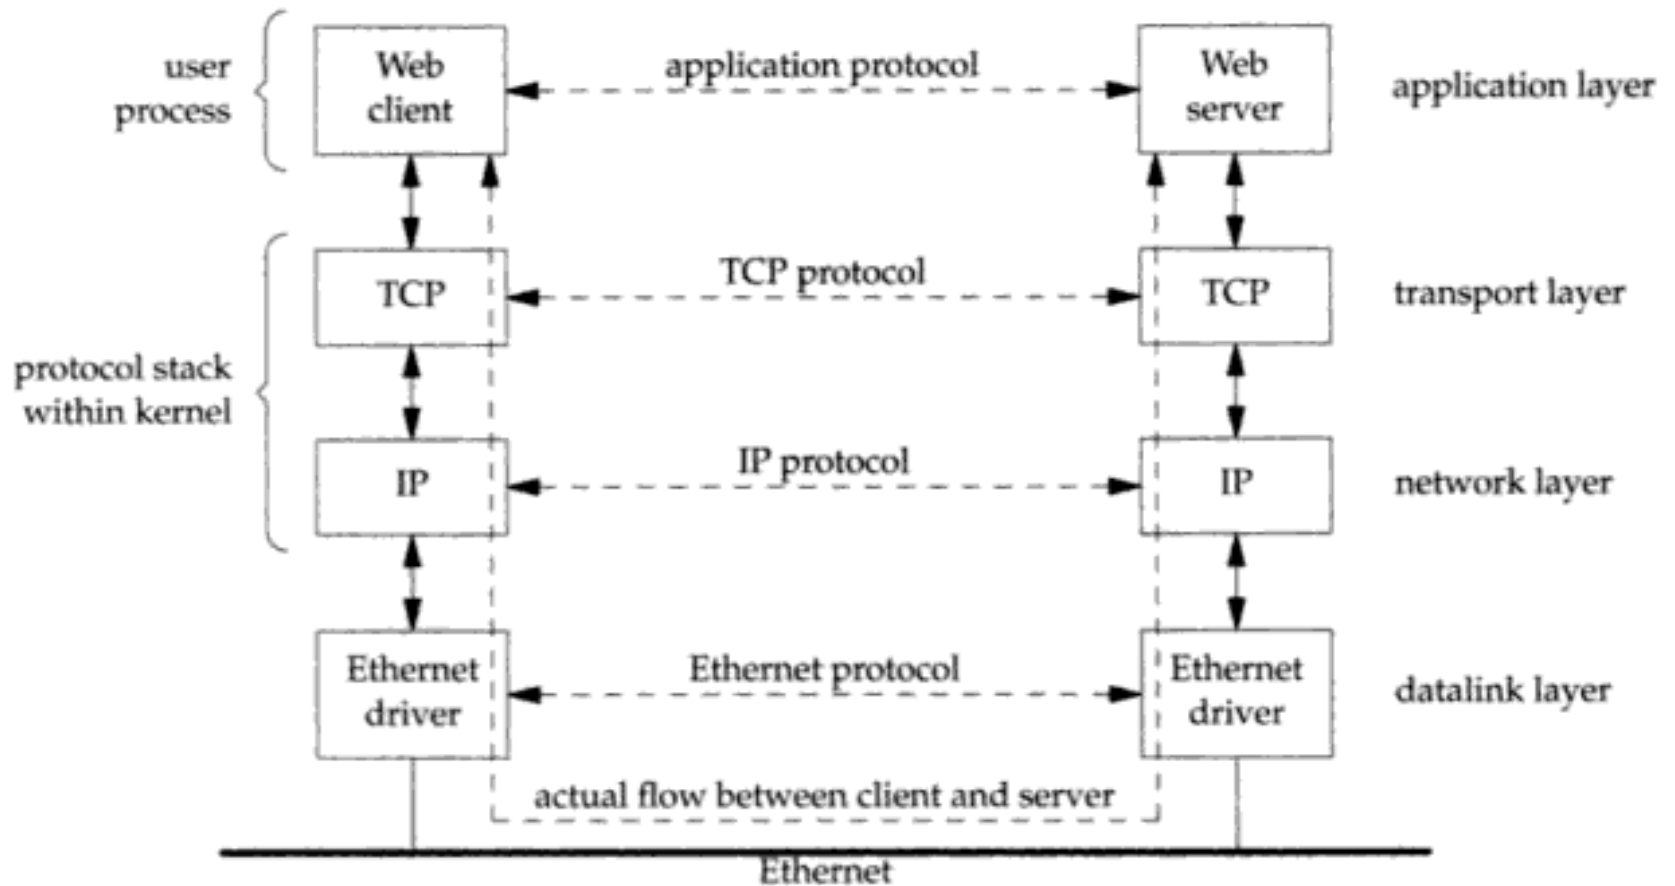 user
process
Web
client
application protocol
Web
server
application layer
TCP
TCP protocol
TCP
transport layer
protocol stack
within kernel
IP
IP protocol
IP
network layer
Ethernet
driver
Ethernet protocol
Ethernet
driver
datalink layer
actual flow between client and server
Ethernet